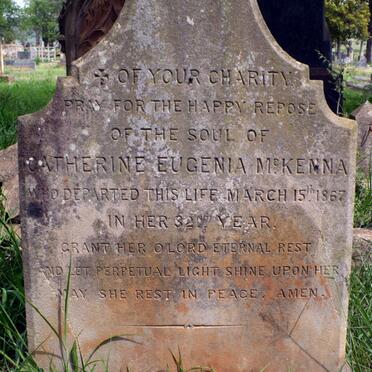 ✠ OF YOUR CHARITY
PRAY FOR THE HAPPY REPOSE
OF THE SOUL OF
CATHERINE EUGENIA McKENNA
WHO DEPARTED THIS LIFE MARCH 15TH 1867
IN HER 32ND YEAR.
GRANT HER O LORD ETERNAL REST
AND LET PERPETUAL LIGHT SHINE UPON HER
MAY SHE REST IN PEACE. AMEN.